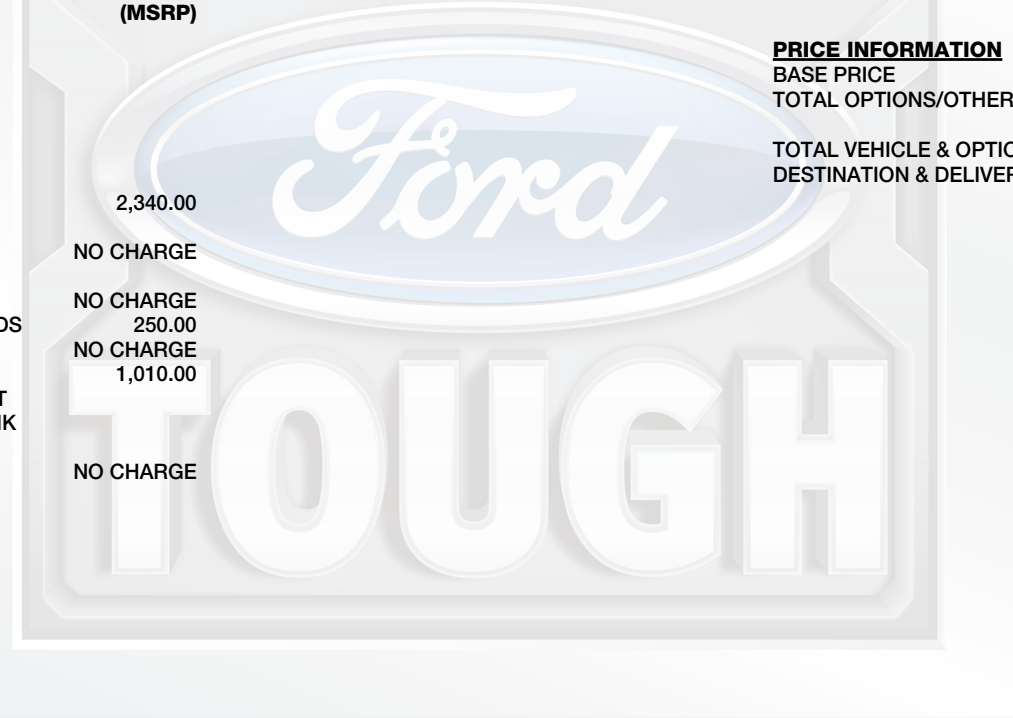 (MSRP)
2,340.00
NO CHARGE
NO CHARGE
250.00
NO CHARGE
1,010.00
NO CHARGE
PRICE INFORMATION
BASE PRICE
TOTAL OPTIONS/OTHER
TOTAL VEHICLE & OPTIO
DESTINATION & DELIVER
Ford
TOUGH